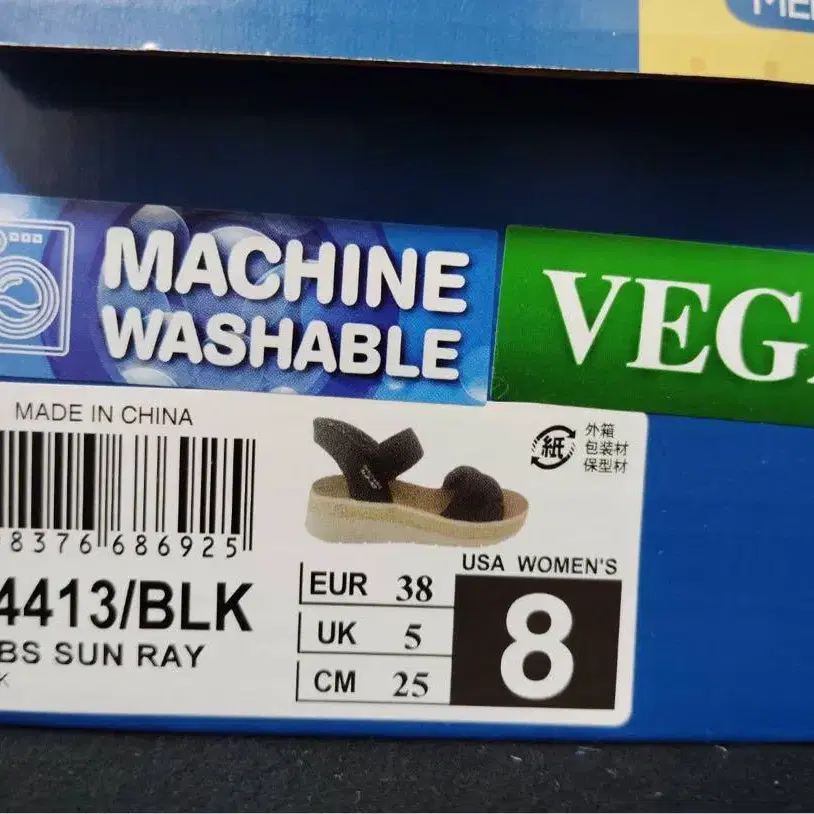 MACHINE
WASHABLE
MADE IN CHINA
外箱
包装材
保型材
紙
8376 686925
4413/BLK
BS SUN RAY
EUR 38
UK 5
CM 25
USA WOMEN'S
8